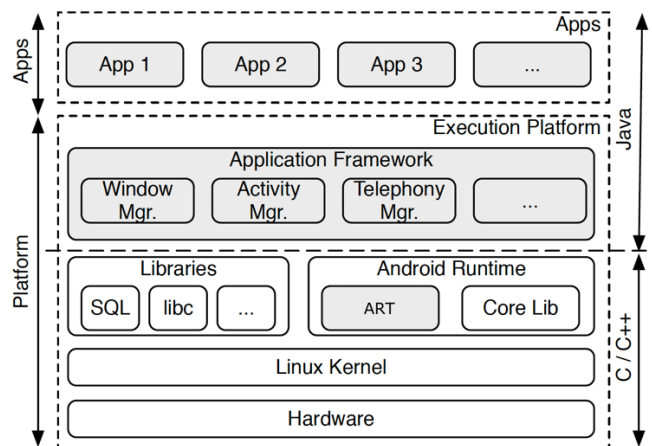 Apps
Apps
App 1
App 2
App 3
...
Java
Execution Platform
Application Framework
Window
Mgr.
Activity
Mgr.
Telephony
Mgr.
...
Platform
Libraries
SQL
libc
...
Android Runtime
ART
Core Lib
C / C++
Linux Kernel
Hardware